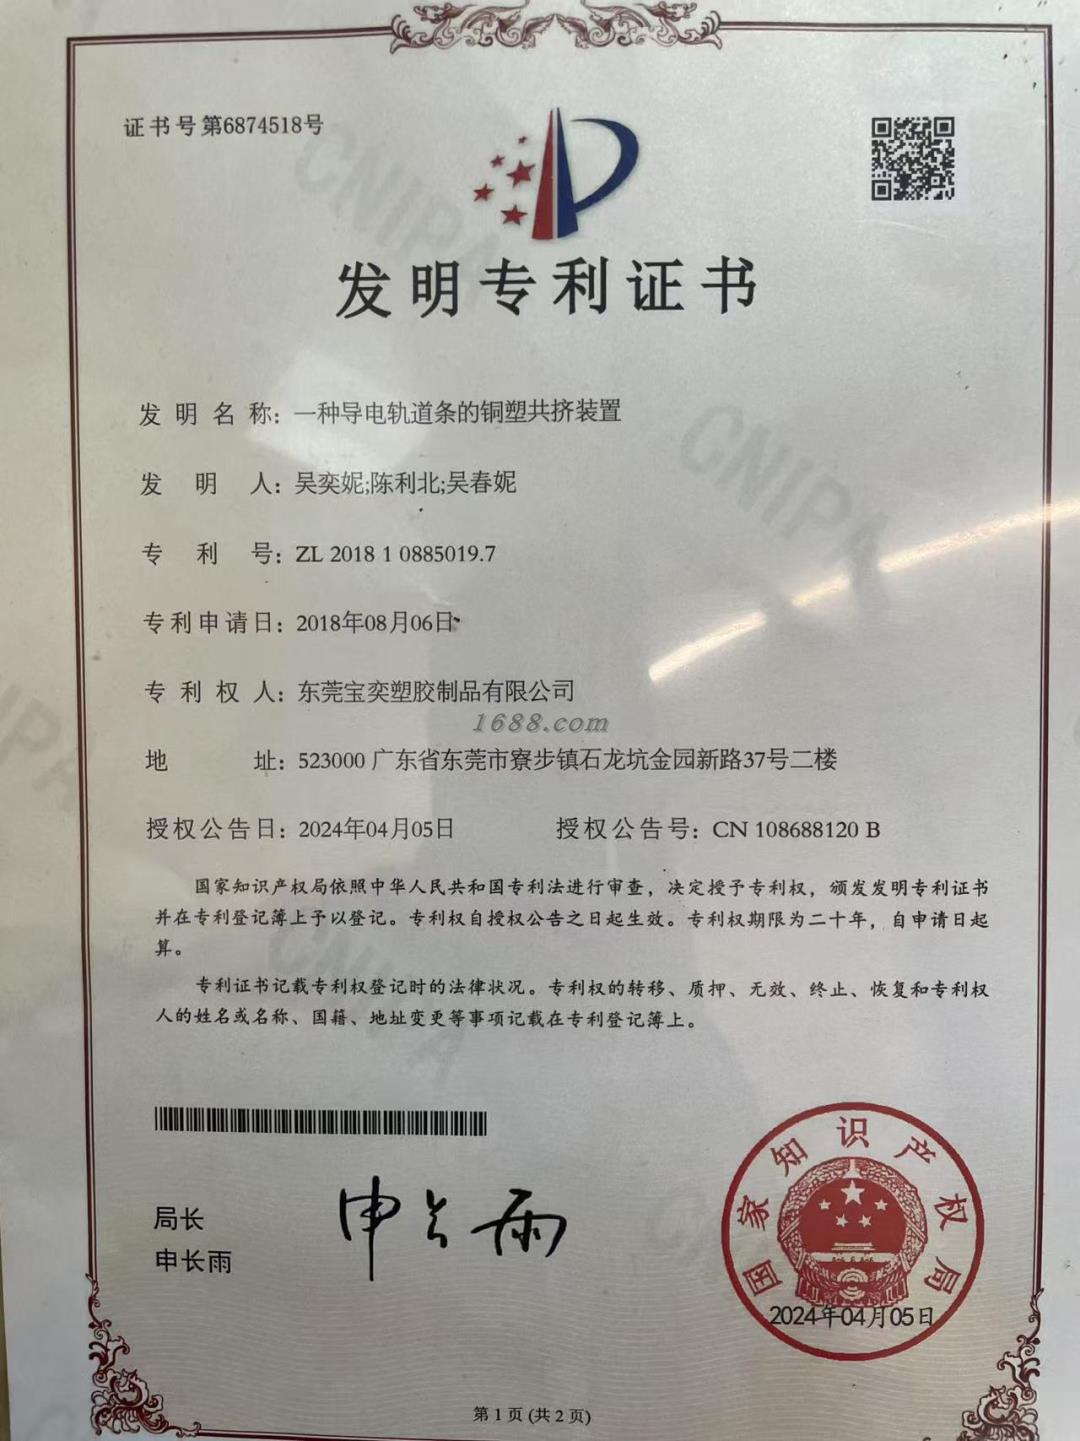 证书号第6874518号
发明专利证书
发明名称：一种导电轨道条的铜塑共挤装置
发明人：吴奕妮;陈利北;吴春妮
专利号：ZL 2018 1 0885019.7
专利申请日：2018年08月06日
专利权人：东莞宝奕塑胶制品有限公司
1688.com
地址：523000 广东省东莞市寮步镇石龙坑金园新路37号二楼
授权公告日：2024年04月05日 授权公告号：CN 108688120 B
国家知识产权局依照中华人民共和国专利法进行审查，决定授予专利权，颁发发明专利证书
并在专利登记簿上予以登记。专利权自授权公告之日起生效。专利权期限为二十年，自申请日起
算。
专利证书记载专利权登记时的法律状况。专利权的转移、质押、无效、终止、恢复和专利权
人的姓名或名称、国籍、地址变更等事项记载在专利登记簿上。
局长
申长雨
申长雨
国家知识产权局
2024年04月05日
第 1 页 (共 2 页)
CNIPA
CNIPA
CNIPA